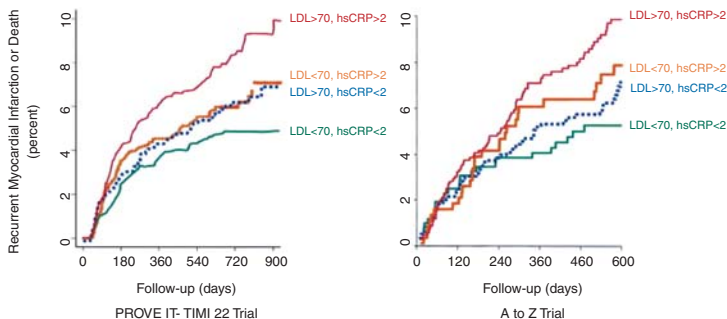 Recurrent Myocardial Infarction or Death
(percent)
10
8
6
4
2
0
LDL>70, hsCRP>2
LDL<70, hsCRP>2
LDL>70, hsCRP<2
LDL<70, hsCRP<2
0 180 360 540 720 900
Follow-up (days)
PROVE IT- TIMI 22 Trial
10
8
6
4
2
0
LDL>70, hsCRP>2
LDL<70, hsCRP>2
LDL>70, hsCRP<2
LDL<70, hsCRP<2
0 120 240 360 460 600
Follow-up (days)
A to Z Trial